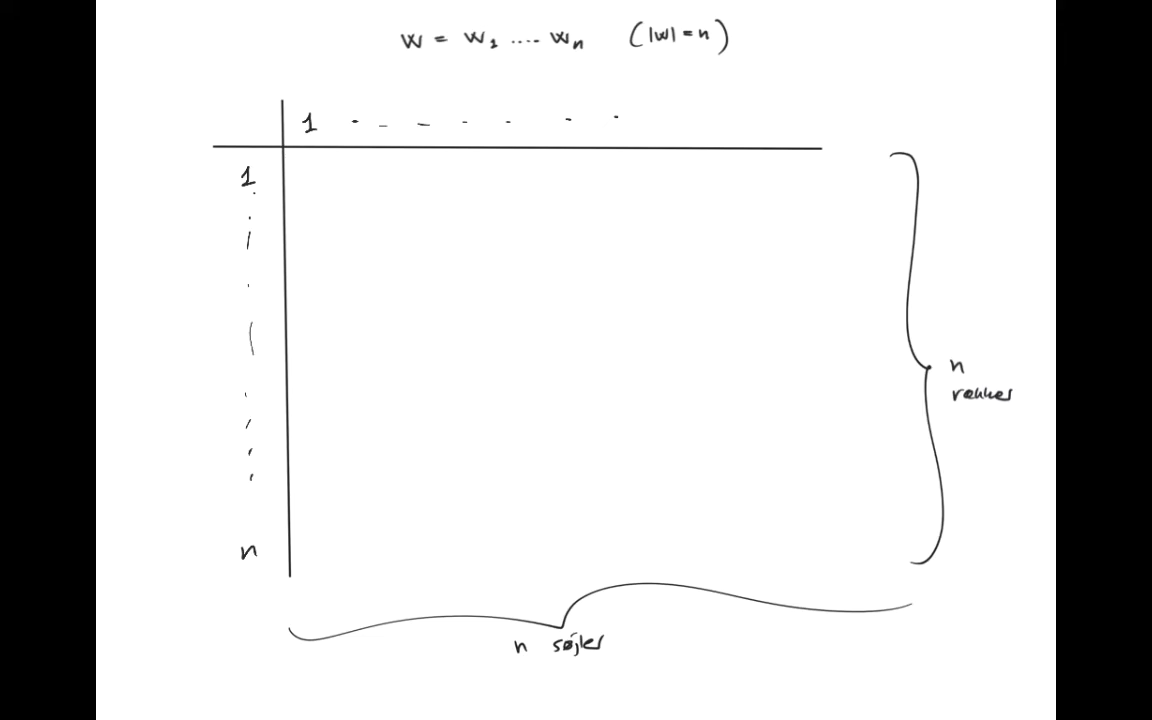 w = w₁ .... wₙ (|w| = n)
1
1
n
n
rækker
n søjler